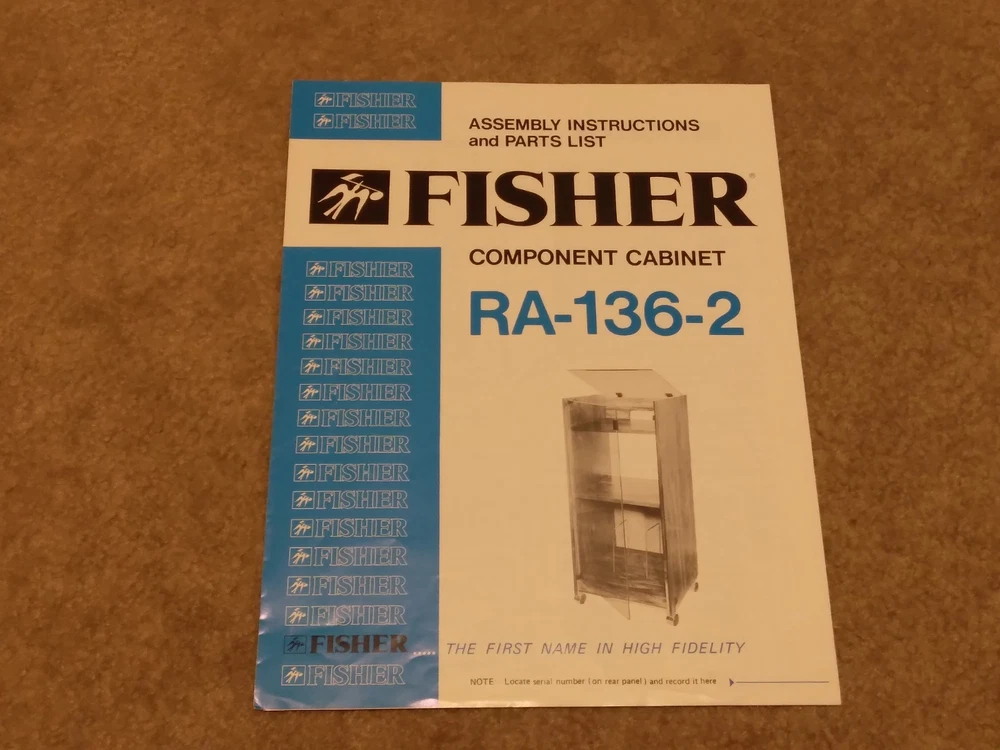 FISHER
FISHER
ASSEMBLY INSTRUCTIONS
and PARTS LIST
FISHER®
COMPONENT CABINET
RA-136-2
FISHER
FISHER
FISHER
FISHER
FISHER
FISHER
FISHER
FISHER
FISHER
FISHER
FISHER
FISHER
FISHER
FISHER
FISHER ..... THE FIRST NAME IN HIGH FIDELITY
FISHER
NOTE Locate serial number (on rear panel) and record it here